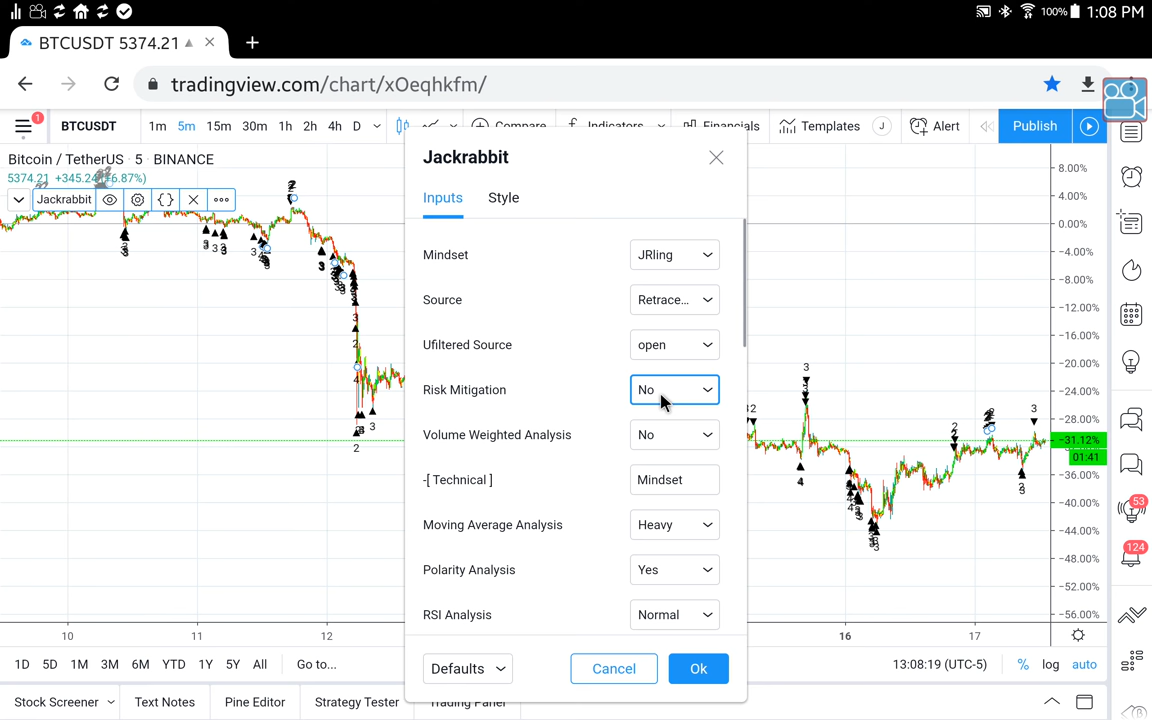 100% 1:08 PM
BTCUSDT 5374.21
tradingview.com/chart/xOeqhkfm/
1
BTCUSDT 1m 5m 15m 30m 1h 2h 4h D Compare Indicators Financials Templates J Alert Publish
Bitcoin / TetherUS · 5 · BINANCE
5374.21 +345.24 (+6.87%)
Jackrabbit
Jackrabbit
Inputs Style
Mindset JRling
Source Retrace...
Ufiltered Source open
Risk Mitigation No
Volume Weighted Analysis No
-[ Technical ] Mindset
Moving Average Analysis Heavy
Polarity Analysis Yes
RSI Analysis Normal
Defaults Cancel Ok
8.00%
4.00%
0.00%
−4.00%
−8.00%
−12.00%
−16.00%
−20.00%
−24.00%
−28.00%
−31.12%
01:41
−36.00%
−40.00%
−44.00%
−48.00%
−52.00%
−56.00%
53
124
10 11 12 16 17
1D 5D 1M 3M 6M YTD 1Y 5Y All Go to... 13:08:19 (UTC-5) % log auto
Stock Screener Text Notes Pine Editor Strategy Tester Trading Panel